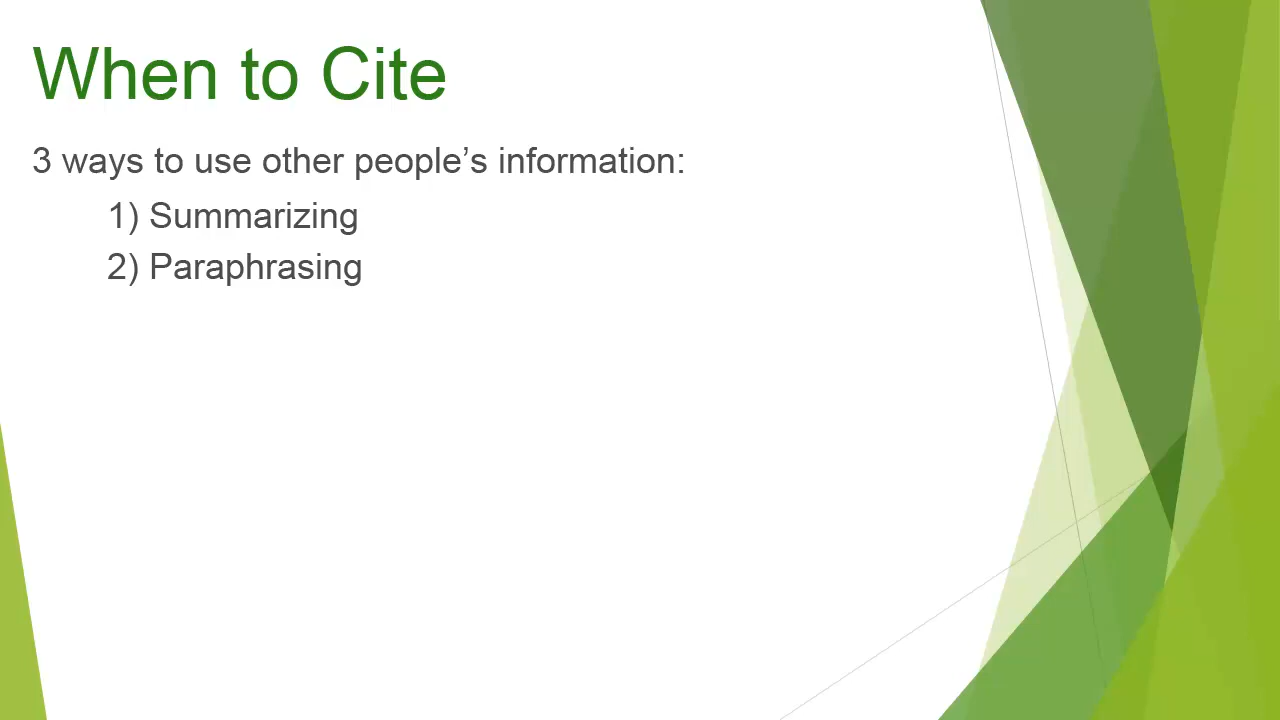 When to Cite
3 ways to use other people’s information:
1) Summarizing
2) Paraphrasing